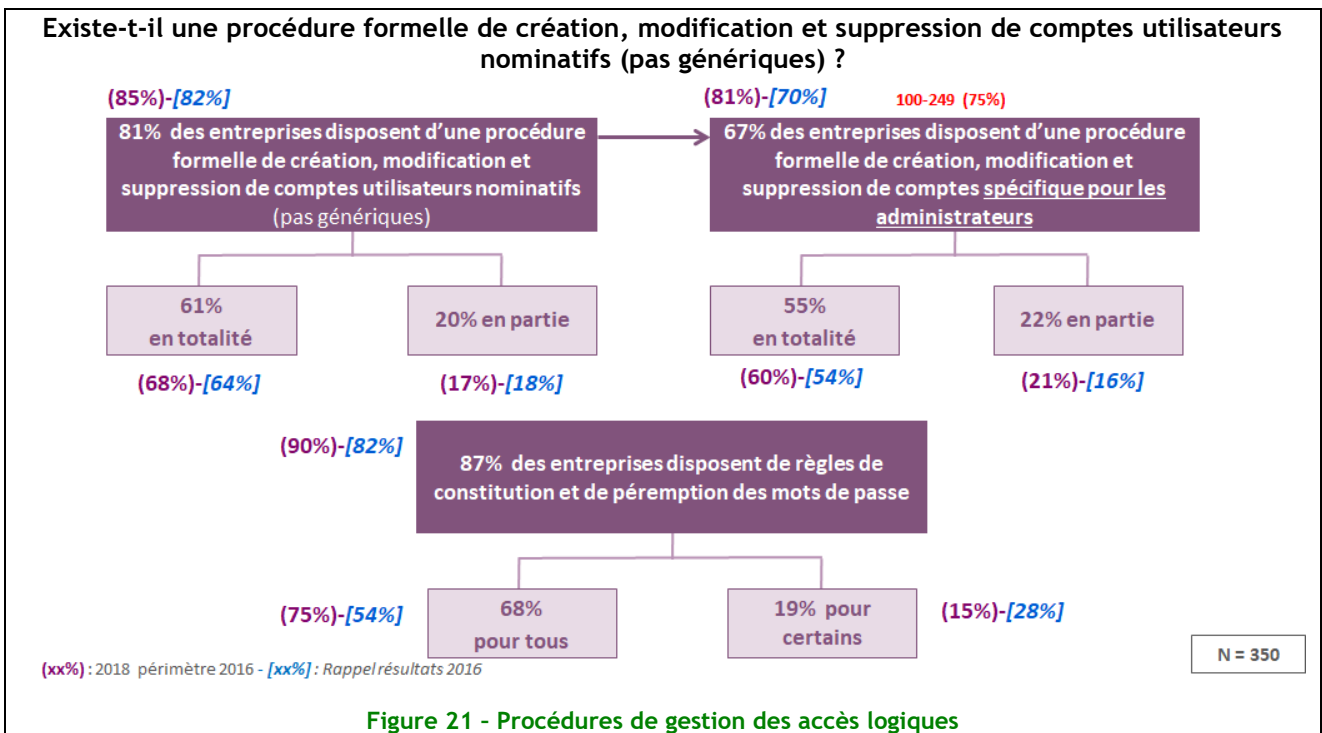 Existe-t-il une procédure formelle de création, modification et suppression de comptes utilisateurs
nominatifs (pas génériques) ?
(85%)-[82%]
81% des entreprises disposent d'une procédure
formelle de création, modification et
suppression de comptes utilisateurs nominatifs
(pas génériques)
(81%)-[70%]
100-249 (75%)
67% des entreprises disposent d'une procédure
formelle de création, modification et
suppression de comptes spécifique pour les
administrateurs
61%
en totalité
(68%)-[64%]
20% en partie
(17%)-[18%]
55%
en totalité
(60%)-[54%]
22% en partie
(21%)-[16%]
(90%)-[82%]
87% des entreprises disposent de règles de
constitution et de péremption des mots de passe
(75%)-[54%]
68%
pour tous
19% pour
certains
(15%)-[28%]
(xx%) : 2018 périmètre 2016 - [xx%] : Rappel résultats 2016
N = 350
Figure 21 - Procédures de gestion des accès logiques